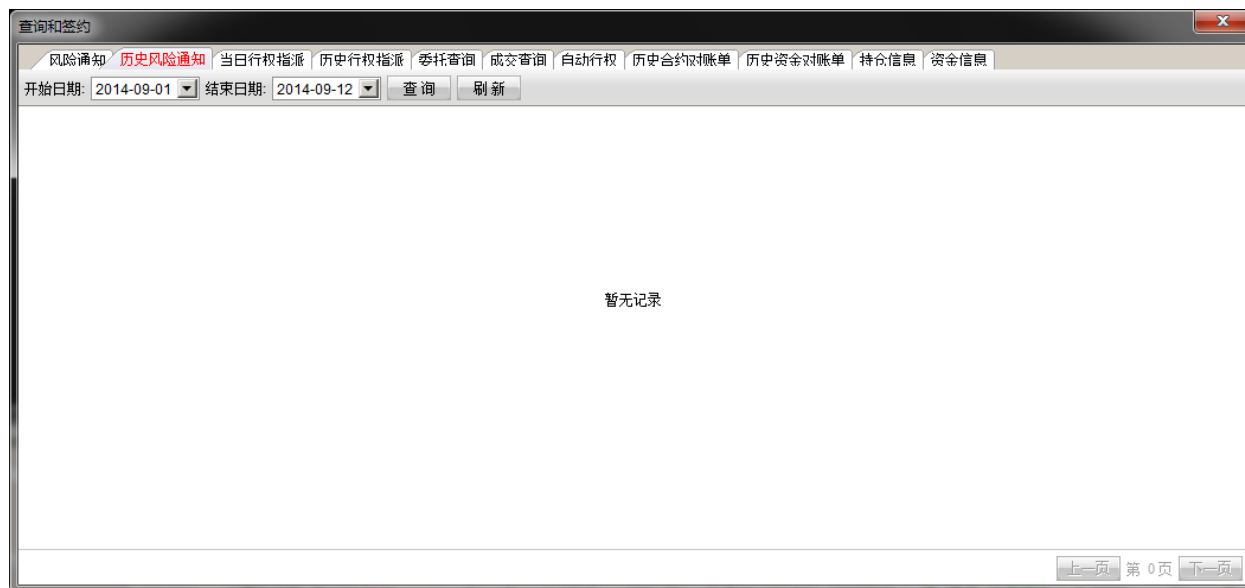 查询和签约
风险通知 历史风险通知 当日行权指派 历史行权指派 委托查询 成交查询 自动行权 历史合约对账单 历史资金对账单 持仓信息 资金信息
开始日期: 2014-09-01 结束日期: 2014-09-12 查 询 刷 新
暂无记录
上一页 第 0页 下一页